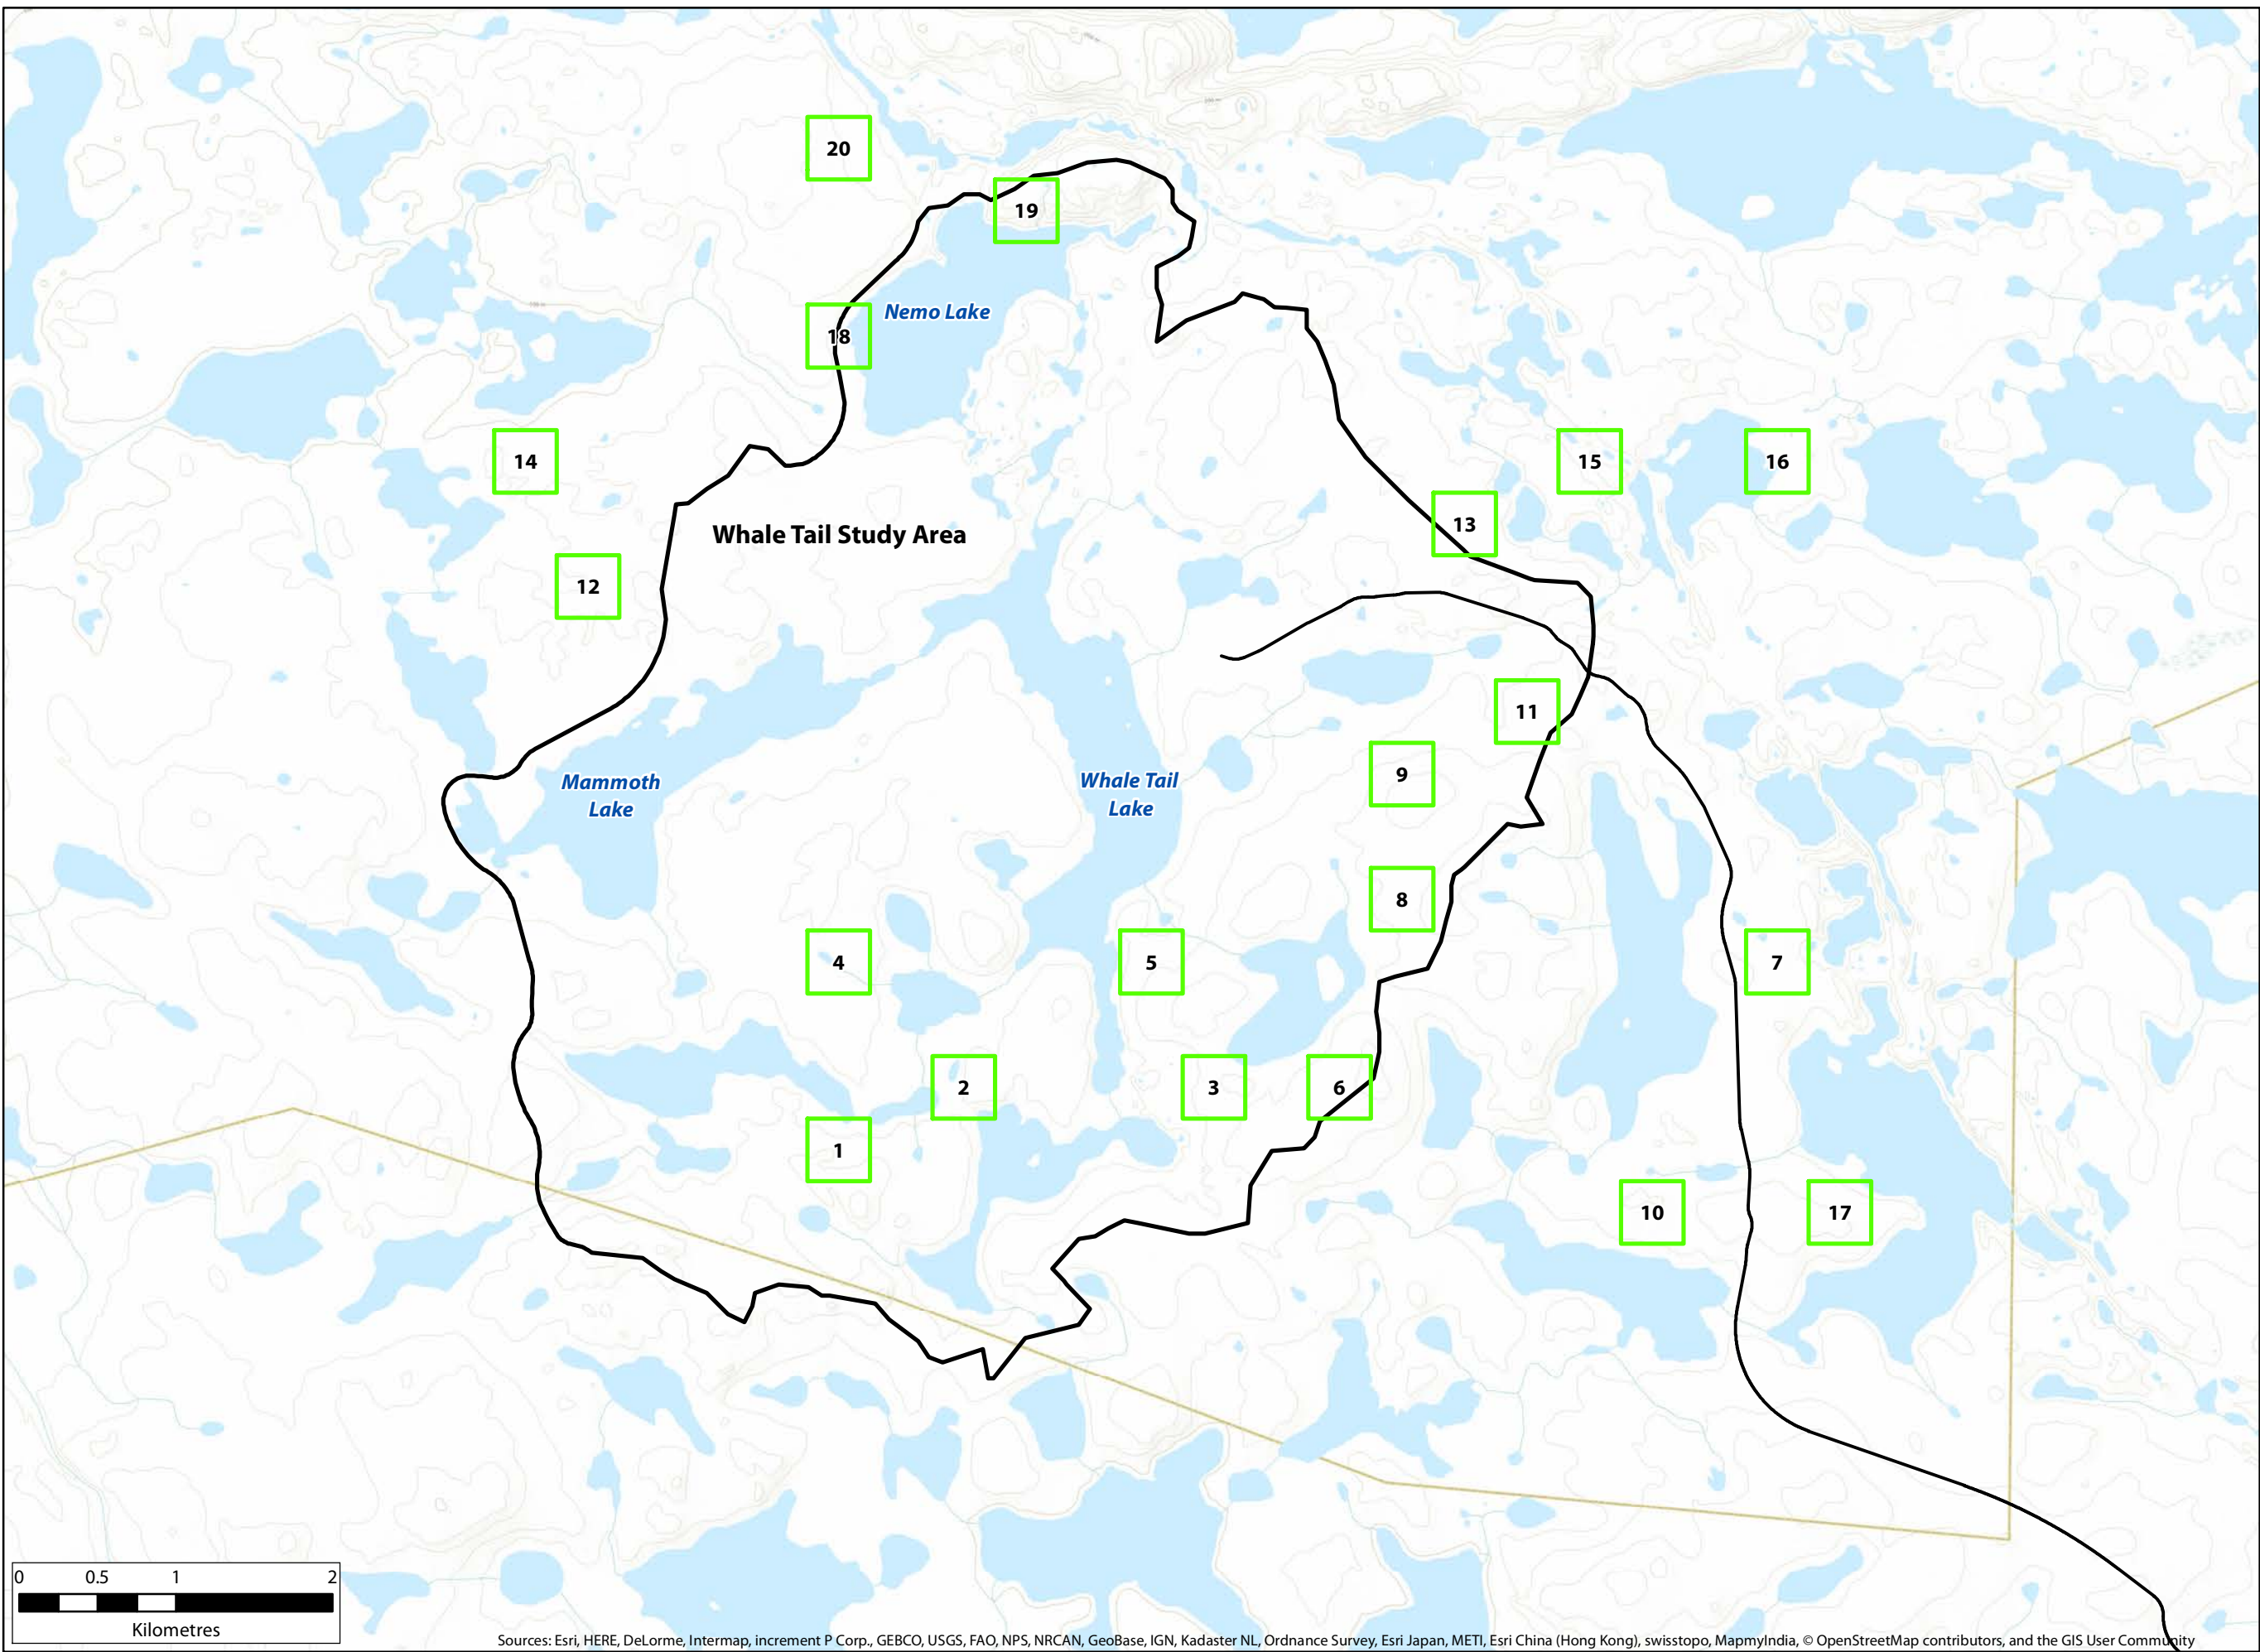 20
19
Nemo Lake
18
14
15
16
13
Whale Tail Study Area
12
11
9
Mammoth
Lake
Whale Tail
Lake
8
4
5
7
2
3
6
1
10
17
0 0.5 1 2
Kilometres
Sources: Esri, HERE, DeLorme, Intermap, increment P Corp., GEBCO, USGS, FAO, NPS, NRCAN, GeoBase, IGN, Kadaster NL, Ordnance Survey, Esri Japan, METI, Esri China (Hong Kong), swisstopo, MapmyIndia, © OpenStreetMap contributors, and the GIS User Community